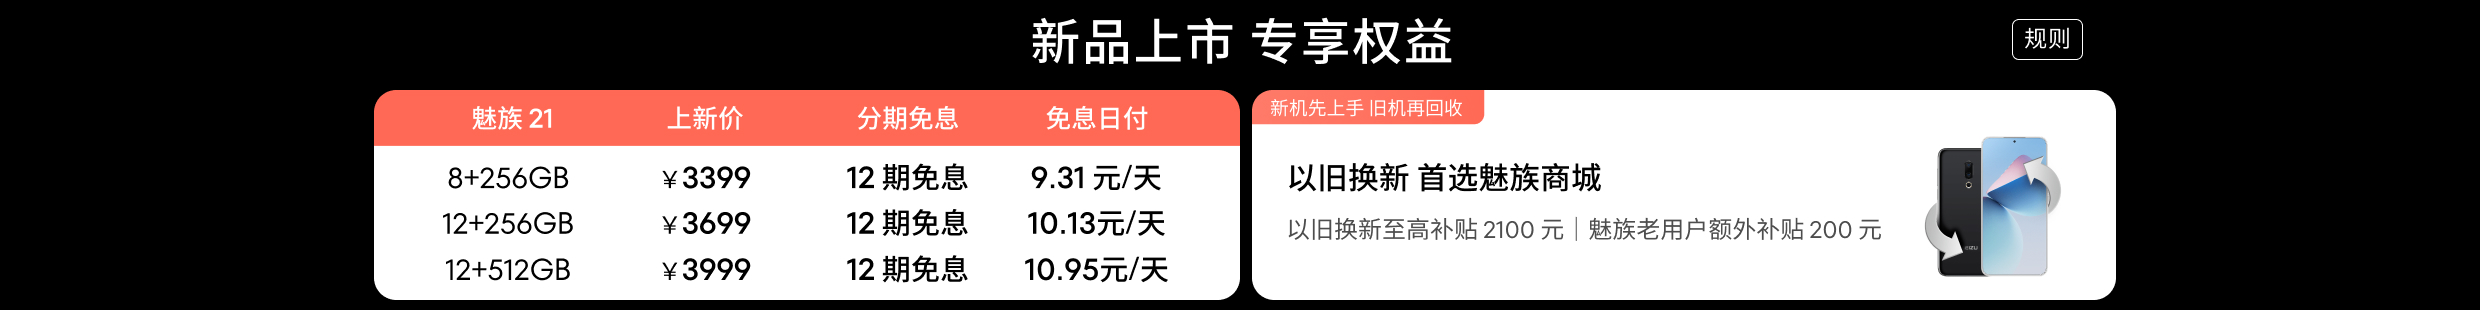 新品上市 专享权益
规则
魅族 21 上新价 分期免息 免息日付
8+256GB ￥3399 12 期免息 9.31 元/天
12+256GB ￥3699 12 期免息 10.13元/天
12+512GB ￥3999 12 期免息 10.95元/天
新机先上手 旧机再回收
以旧换新 首选魅族商城
以旧换新至高补贴 2100 元｜魅族老用户额外补贴 200 元